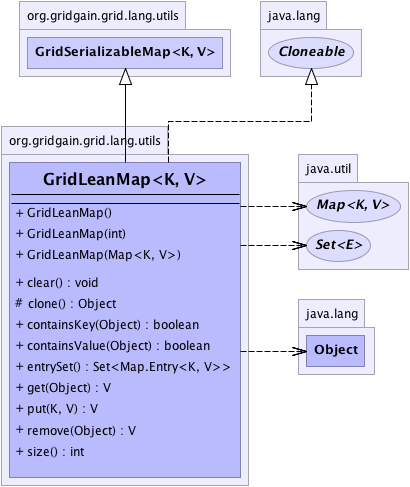 org.gridgain.grid.lang.utils
java.lang
GridSerializableMap<K, V>
Cloneable
org.gridgain.grid.lang.utils
java.util
GridLeanMap<K, V>
Map<K, V>
+ GridLeanMap()
+ GridLeanMap(int)
Set<E>
+ GridLeanMap(Map<K, V>)
+ clear() : void
# clone() : Object
java.lang
+ containsKey(Object) : boolean
+ containsValue(Object) : boolean
Object
+ entrySet() : Set<Map.Entry<K, V>>
+ get(Object) : V
+ put(K, V) : V
+ remove(Object) : V
+ size() : int